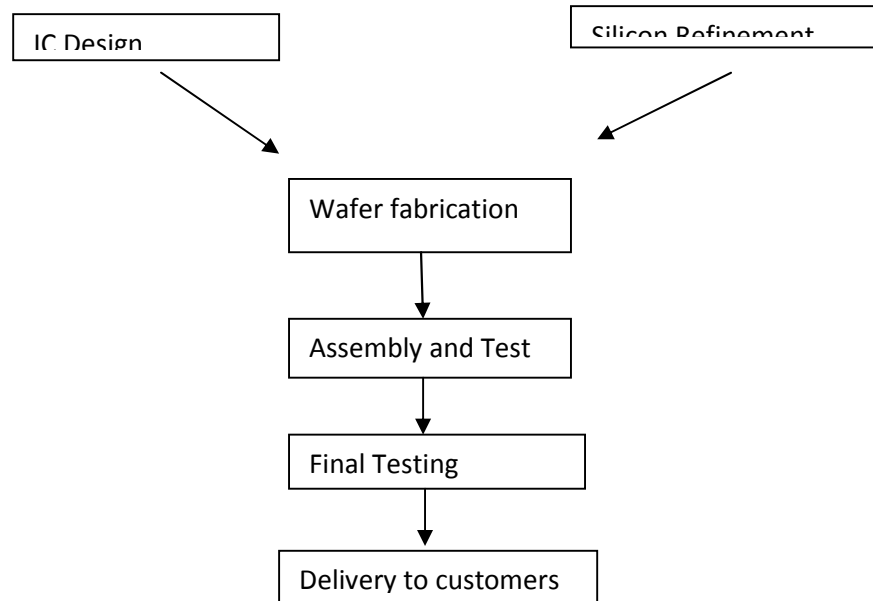 IC Design
Silicon Refinement
Wafer fabrication
Assembly and Test
Final Testing
Delivery to customers